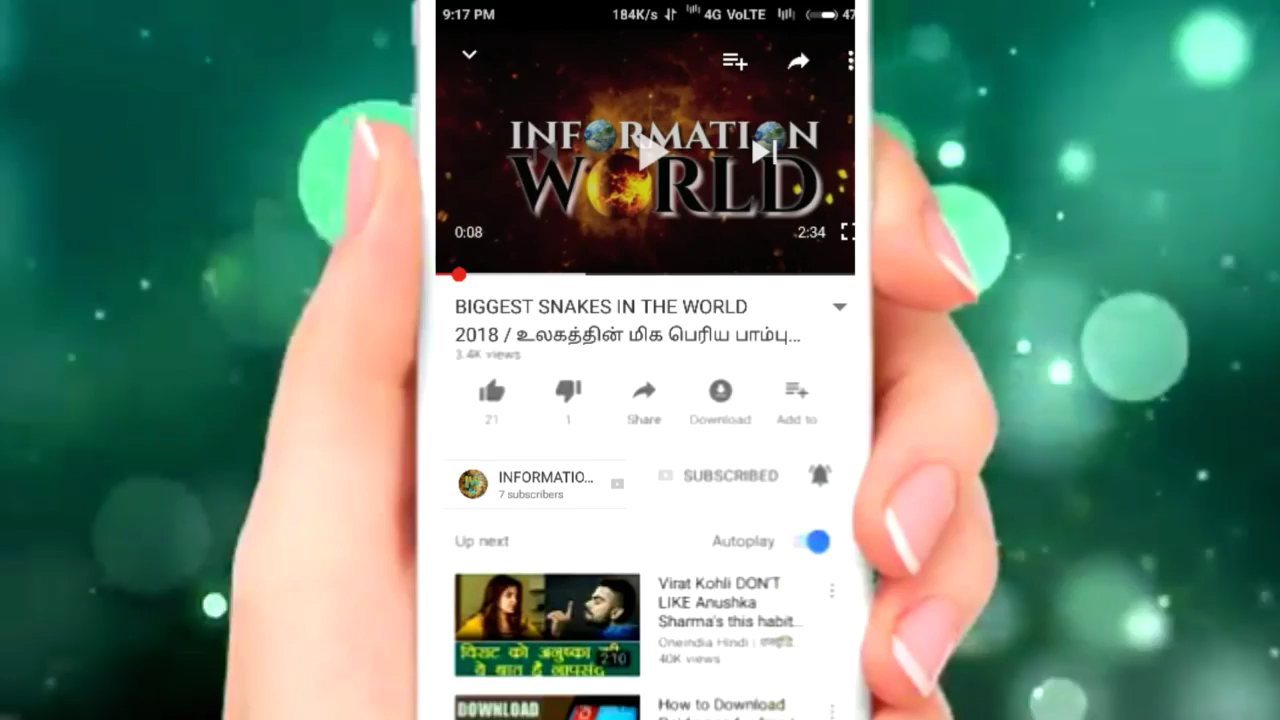 9:17 PM 184K/s 4G VoLTE 47
INFORMATION
WORLD
0:08 2:34
BIGGEST SNAKES IN THE WORLD
2018 / உலகத்தின் மிக பெரிய பாம்பு...
3.4K views
21 1 Share Download Add to
INFORMATIO...
7 subscribers
SUBSCRIBED
Up next Autoplay
विराट को अनुष्का की
ये बात है नापसंद
2:10
Virat Kohli DON'T
LIKE Anushka
Sharma's this habit...
Oneindia Hindi |
40K views
DOWNLOAD
How to Download